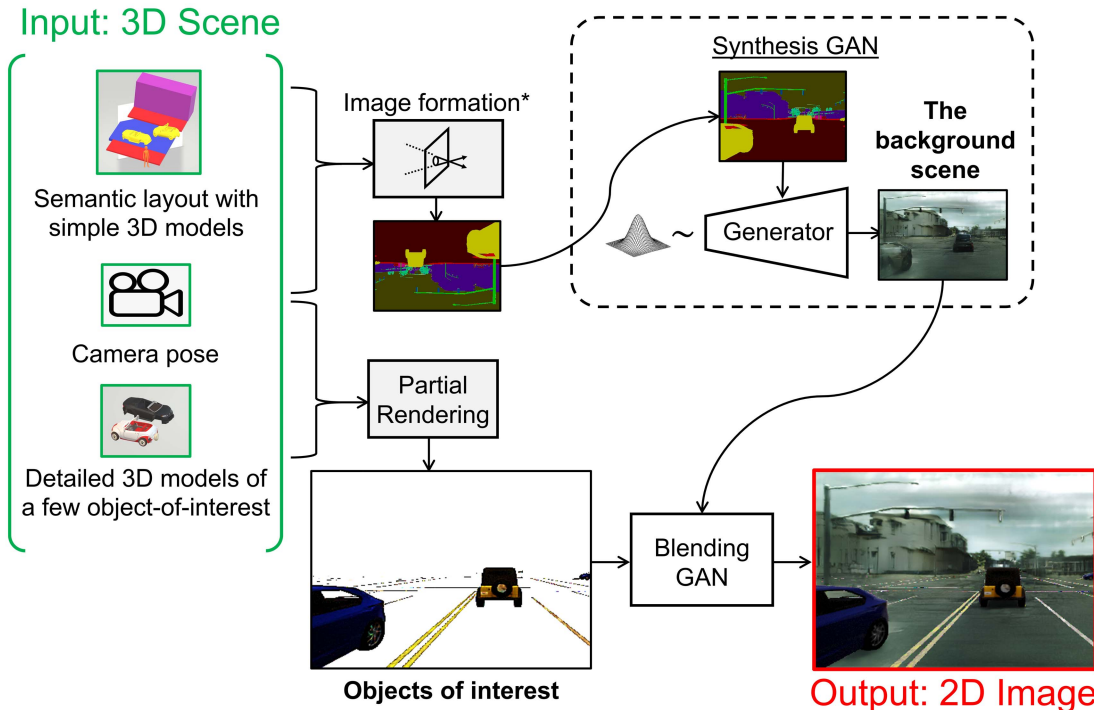 Input: 3D Scene
Semantic layout with
simple 3D models
Camera pose
Detailed 3D models of
a few object-of-interest
Image formation*
Partial
Rendering
Objects of interest
Synthesis GAN
~
Generator
The
background
scene
Blending
GAN
Output: 2D Image